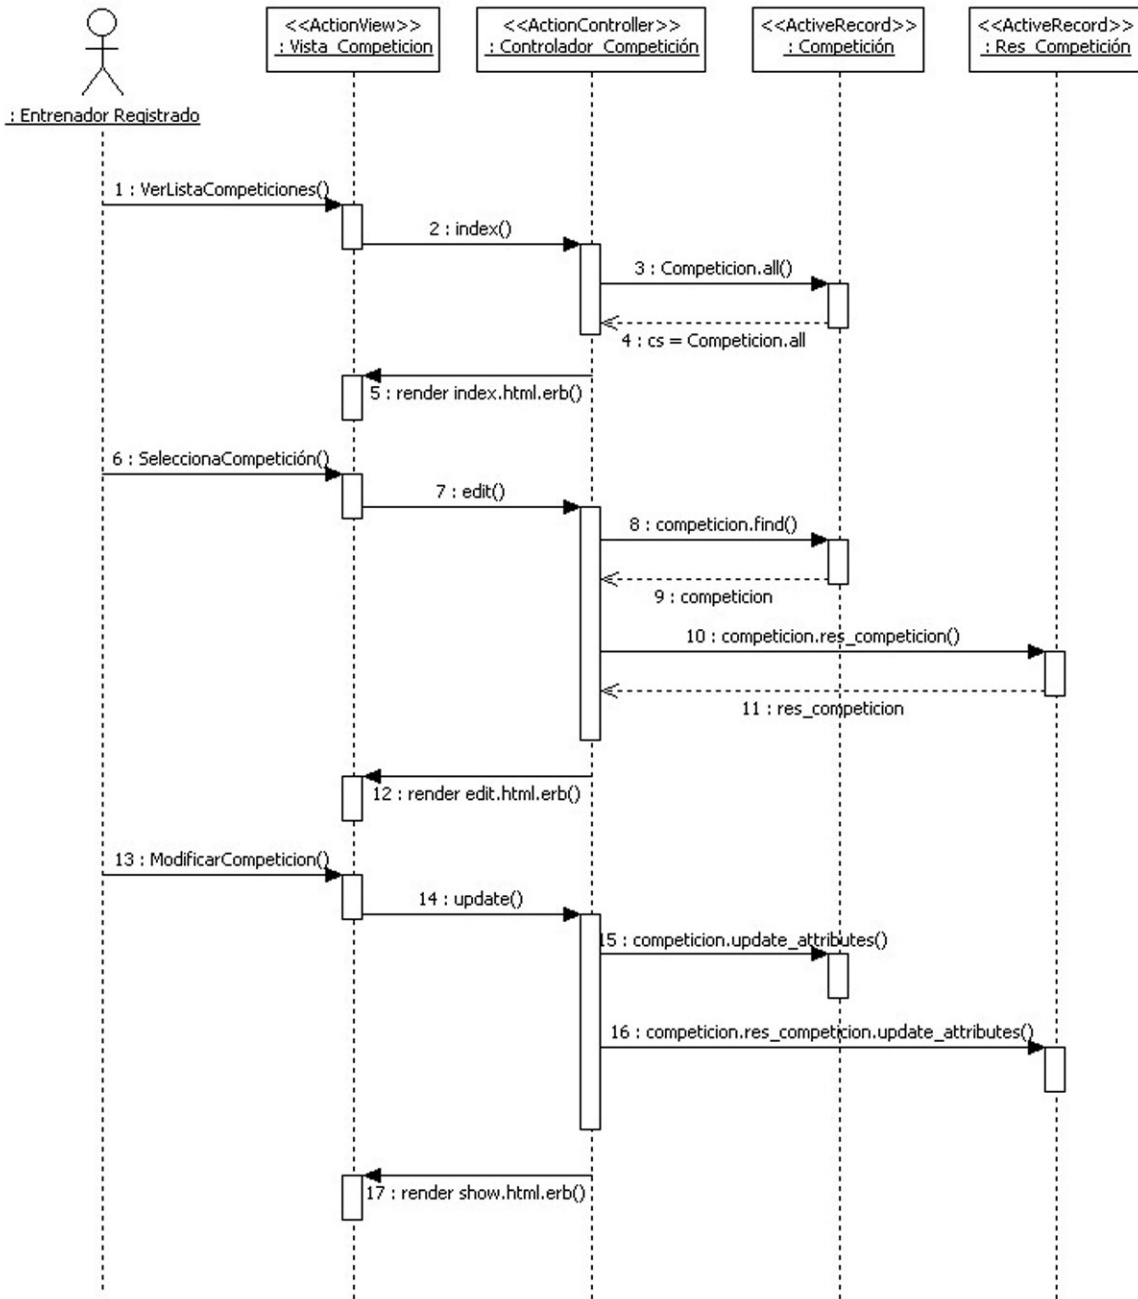 <<ActionView>>
: Vista_Competicion
<<ActionController>>
: Controlador_Competición
<<ActiveRecord>>
: Competición
<<ActiveRecord>>
: Res_Competición
: Entrenador Registrado
1 : VerListaCompeticiones()
2 : index()
3 : Competicion.all()
4 : cs = Competicion.all
5 : render index.html.erb()
6 : SeleccionaCompetición()
7 : edit()
8 : competicion.find()
9 : competicion
10 : competicion.res_competicion()
11 : res_competicion
12 : render edit.html.erb()
13 : ModificarCompeticion()
14 : update()
15 : competicion.update_attributes()
16 : competicion.res_competicion.update_attributes()
17 : render show.html.erb()